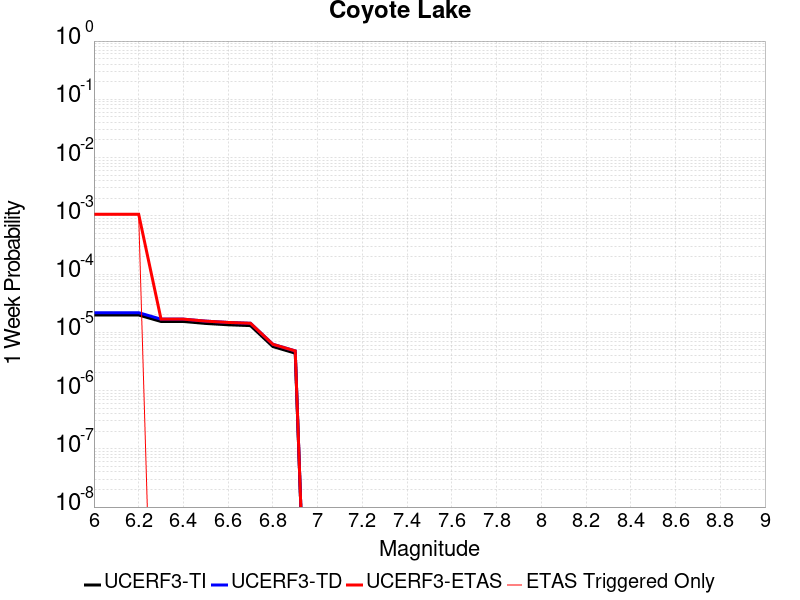 Coyote Lake
10^0
10^-1
10^-2
10^-3
10^-4
10^-5
10^-6
10^-7
10^-8
1 Week Probability
6 6.2 6.4 6.6 6.8 7 7.2 7.4 7.6 7.8 8 8.2 8.4 8.6 8.8 9
Magnitude
UCERF3-TI UCERF3-TD UCERF3-ETAS ETAS Triggered Only